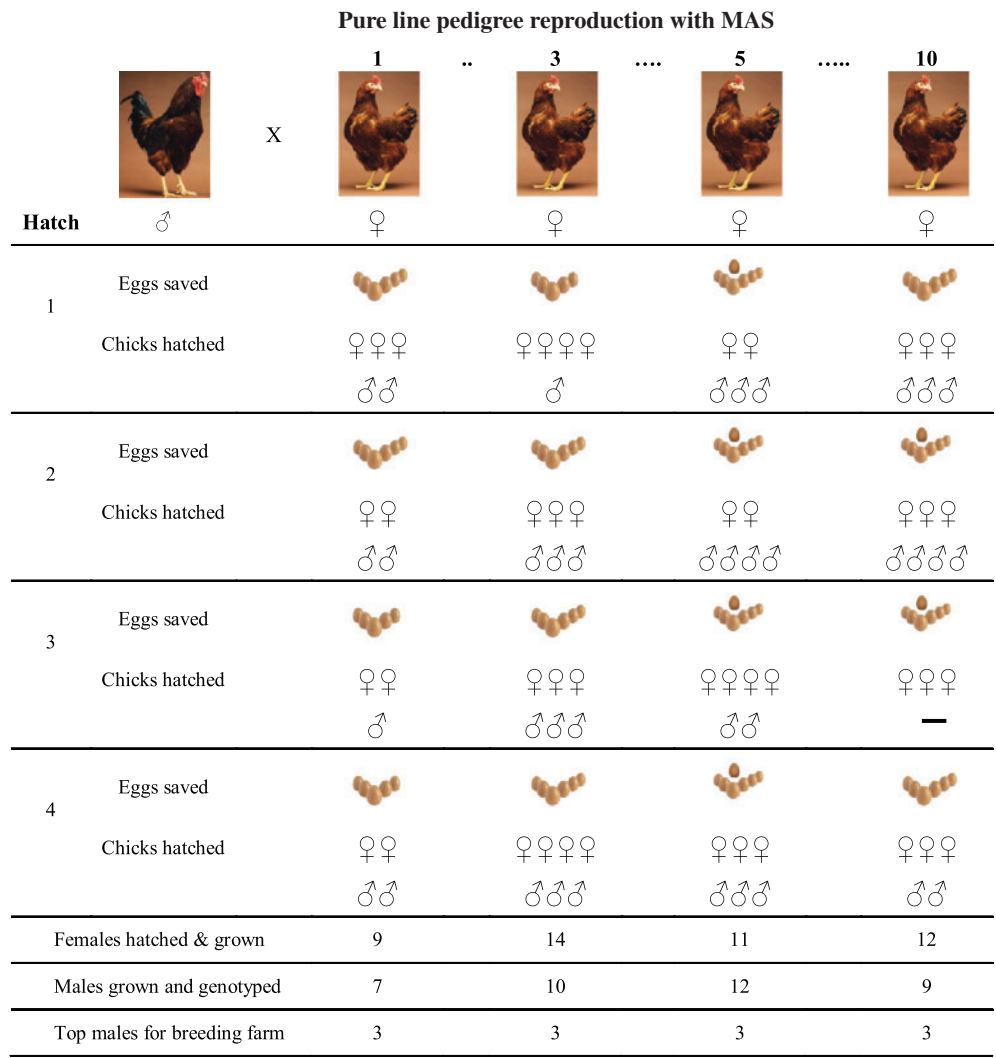 Pure line pedigree reproduction with MAS
1 .. 3 .... 5 ..... 10
X
Hatch ♂ ♀ ♀ ♀ ♀
Eggs saved
1
Chicks hatched ♀♀♀ ♀♀♀♀ ♀♀ ♀♀♀
♂♂ ♂ ♂♂♂ ♂♂♂
Eggs saved
2
Chicks hatched ♀♀ ♀♀♀ ♀♀ ♀♀♀
♂♂ ♂♂♂ ♂♂♂♂ ♂♂♂♂
Eggs saved
3
Chicks hatched ♀♀ ♀♀♀ ♀♀♀♀ ♀♀♀
♂ ♂♂♂ ♂♂ –
Eggs saved
4
Chicks hatched ♀♀ ♀♀♀♀ ♀♀♀ ♀♀♀
♂♂ ♂♂♂ ♂♂♂ ♂♂
Females hatched & grown 9 14 11 12
Males grown and genotyped 7 10 12 9
Top males for breeding farm 3 3 3 3